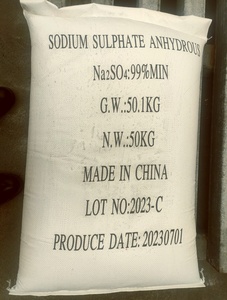 SODIUM SULPHATE ANHYDROUS
Na₂SO₄:99%MIN
G.W.:50.1KG
N.W.:50KG
MADE IN CHINA
LOT NO:2023-C
PRODUCE DATE:20230701